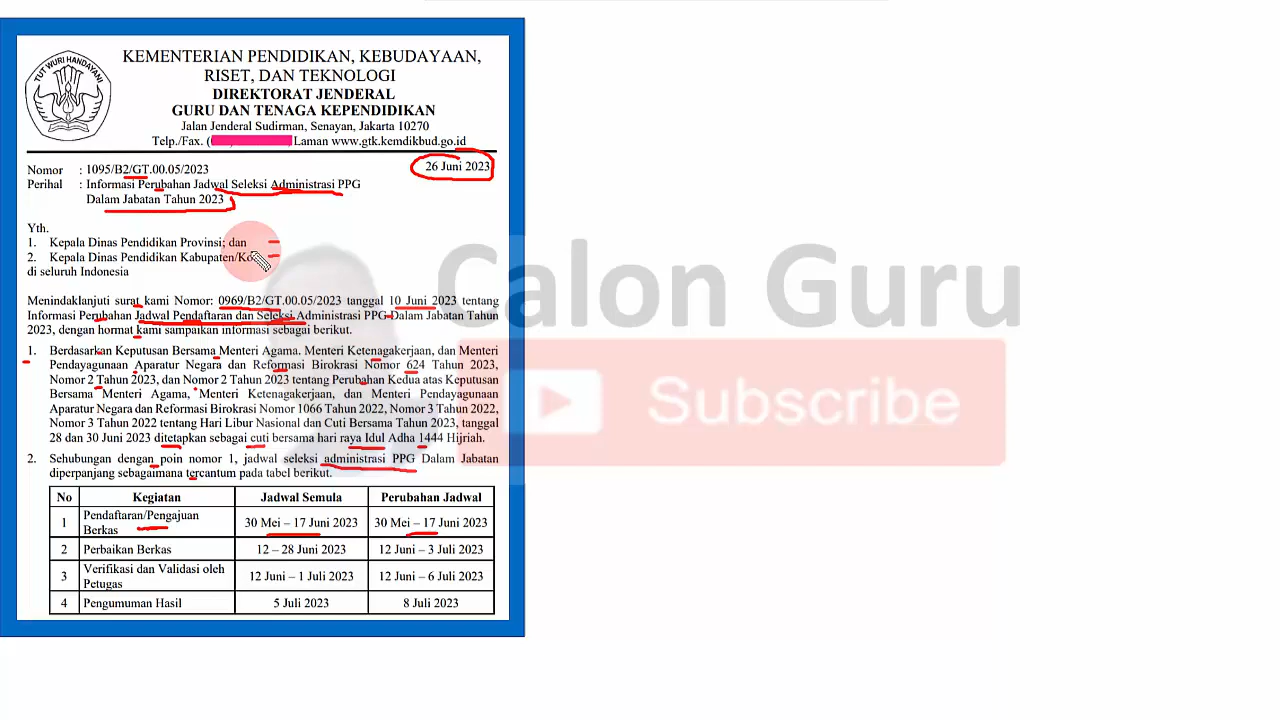 TUT WURI HANDAYANI
KEMENTERIAN PENDIDIKAN, KEBUDAYAAN,
RISET, DAN TEKNOLOGI
DIREKTORAT JENDERAL
GURU DAN TENAGA KEPENDIDIKAN
Jalan Jenderal Sudirman, Senayan, Jakarta 10270
Telp./Fax. ( Laman www.gtk.kemdikbud.go.id
Nomor : 1095/B2/GT.00.05/2023 26 Juni 2023
Perihal : Informasi Perubahan Jadwal Seleksi Administrasi PPG
Dalam Jabatan Tahun 2023
Yth.
1. Kepala Dinas Pendidikan Provinsi; dan
2. Kepala Dinas Pendidikan Kabupaten/Ko
di seluruh Indonesia
Menindaklanjuti surat kami Nomor: 0969/B2/GT.00.05/2023 tanggal 10 Juni 2023 tentang
Informasi Perubahan Jadwal Pendaftaran dan Seleksi Administrasi PPG Dalam Jabatan Tahun
2023, dengan hormat kami sampaikan informasi sebagai berikut.
1. Berdasarkan Keputusan Bersama Menteri Agama. Menteri Ketenagakerjaan, dan Menteri
Pendayagunaan Aparatur Negara dan Reformasi Birokrasi Nomor 624 Tahun 2023,
Nomor 2 Tahun 2023, dan Nomor 2 Tahun 2023 tentang Perubahan Kedua atas Keputusan
Bersama Menteri Agama, Menteri Ketenagakerjaan, dan Menteri Pendayagunaan
Aparatur Negara dan Reformasi Birokrasi Nomor 1066 Tahun 2022, Nomor 3 Tahun 2022,
Nomor 3 Tahun 2022 tentang Hari Libur Nasional dan Cuti Bersama Tahun 2023, tanggal
28 dan 30 Juni 2023 ditetapkan sebagai cuti bersama hari raya Idul Adha 1444 Hijriah.
2. Sehubungan dengan poin nomor 1, jadwal seleksi administrasi PPG Dalam Jabatan
diperpanjang sebagaimana tercantum pada tabel berikut.
No Kegiatan Jadwal Semula Perubahan Jadwal
1 Pendaftaran/Pengajuan Berkas 30 Mei – 17 Juni 2023 30 Mei – 17 Juni 2023
2 Perbaikan Berkas 12 – 28 Juni 2023 12 Juni – 3 Juli 2023
3 Verifikasi dan Validasi oleh Petugas 12 Juni – 1 Juli 2023 12 Juni – 6 Juli 2023
4 Pengumuman Hasil 5 Juli 2023 8 Juli 2023
Calon Guru
Subscribe